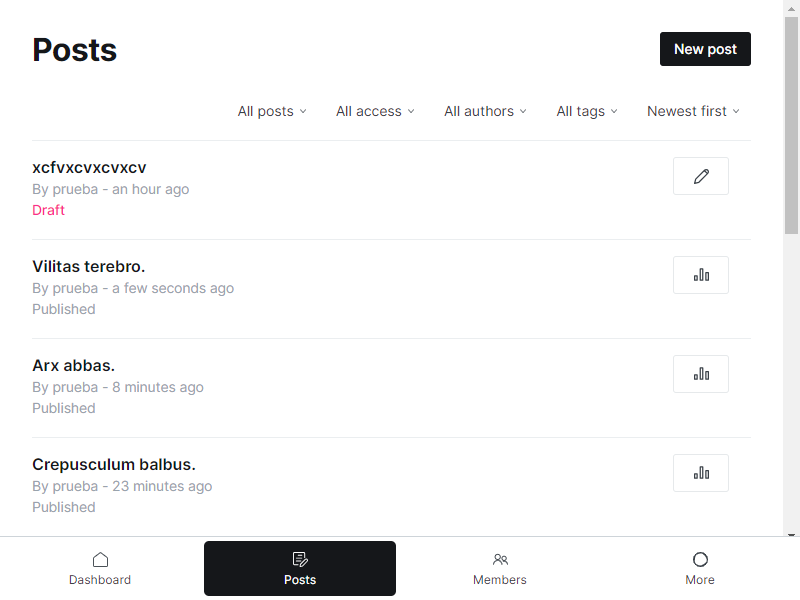 Posts
New post
All posts
All access
All authors
All tags
Newest first
xcfvxcvxcvxcv
By prueba - an hour ago
Draft
Vilitas terebro.
By prueba - a few seconds ago
Published
Arx abbas.
By prueba - 8 minutes ago
Published
Crepusculum balbus.
By prueba - 23 minutes ago
Published
Dashboard
Posts
Members
More